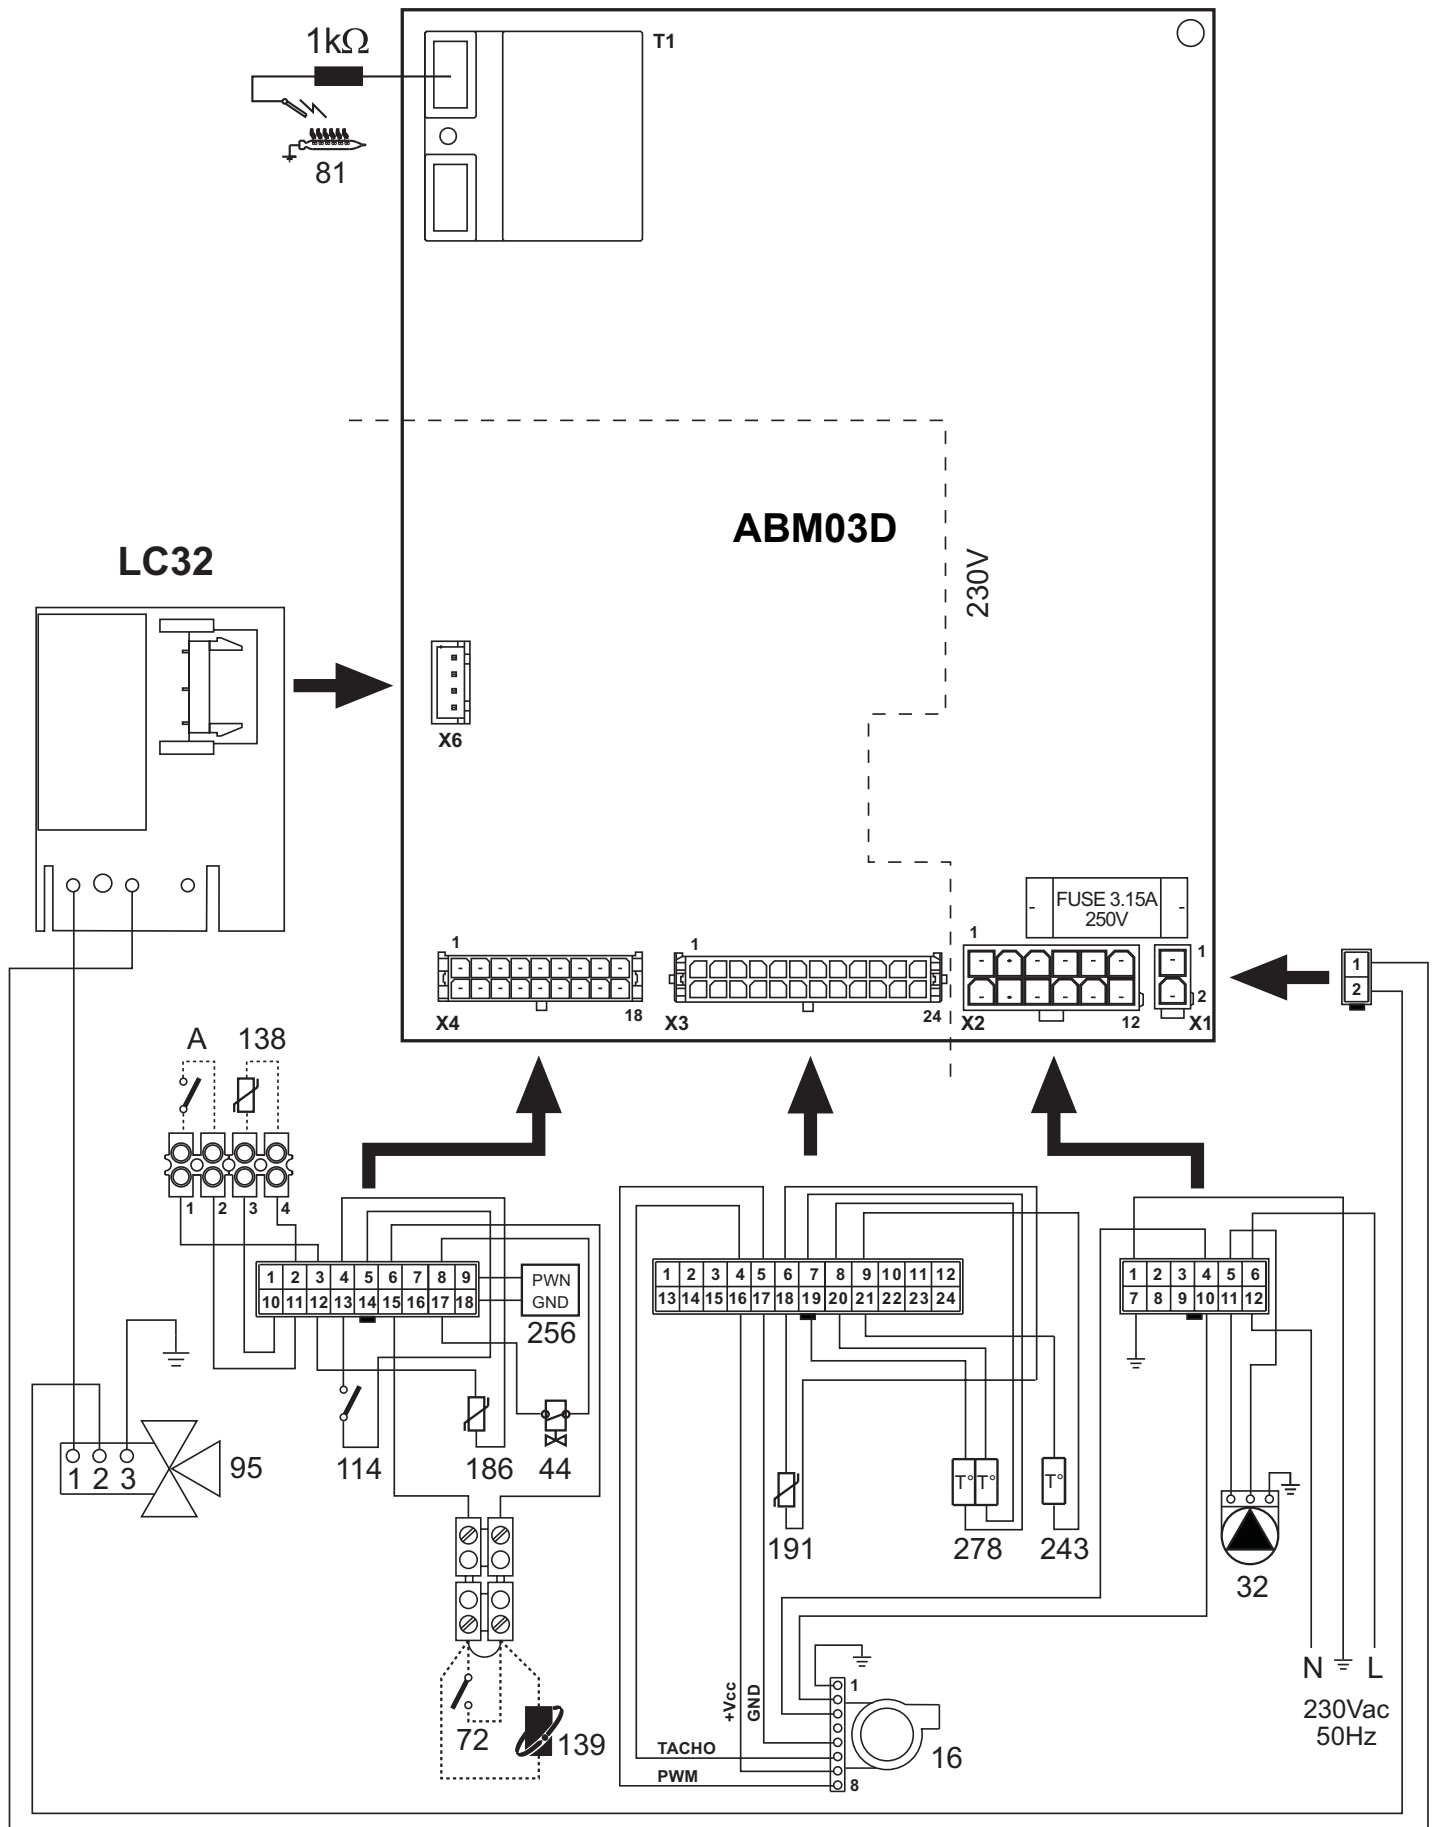 1kΩ
T1
81
ABM03D
LC32
230V
X6
FUSE 3.15A
250V
1
1
1
1
1
2
2
X4
18
X3
24
X2
12
X1
A
138
1
2
3
4
1 2 3 4 5 6 7 8 9
10 11 12 13 14 15 16 17 18
PWN
GND
256
1 2 3 4 5 6 7 8 9 10 11 12
13 14 15 16 17 18 19 20 21 22 23 24
1 2 3 4 5 6
7 8 9 10 11 12
1 2 3
95
114
186
44
T°
T°
T°
191
278
243
32
+Vcc
GND
N
L
230Vac
50Hz
1
72
139
TACHO
16
PWM
8